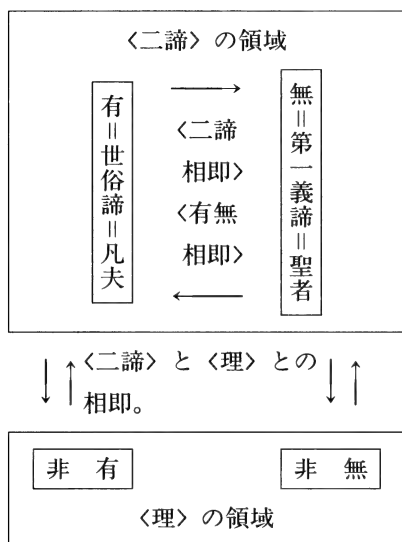 〈二諦〉の領域
有＝世俗諦＝凡夫
〈二諦
相即〉
〈有無
相即〉
無＝第一義諦＝聖者
〈二諦〉と〈理〉との
相即。
非 有
非 無
〈理〉の領域